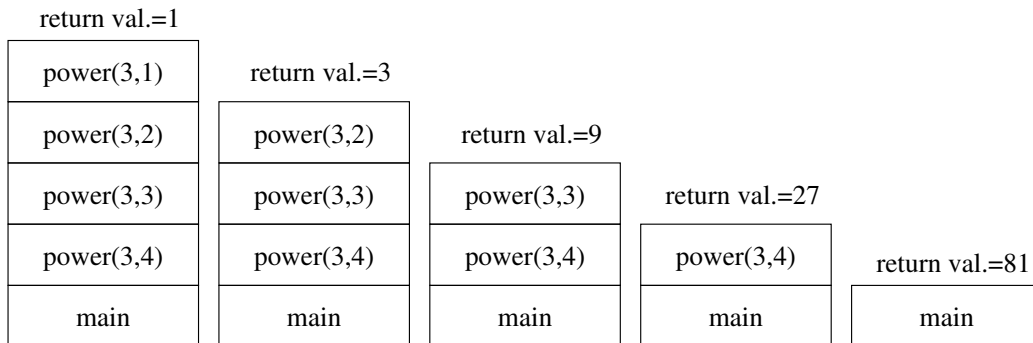 return val.=1
power(3,1)
power(3,2)
power(3,3)
power(3,4)
main
return val.=3
power(3,2)
power(3,3)
power(3,4)
main
return val.=9
power(3,3)
power(3,4)
main
return val.=27
power(3,4)
main
return val.=81
main